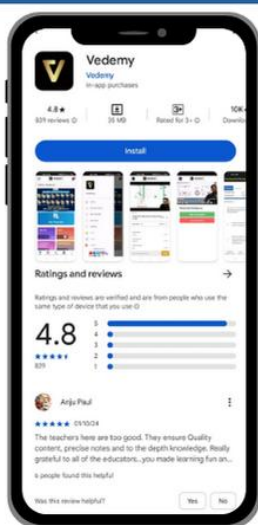 Vedemy
Vedemy
In-app purchases
4.8★
839 reviews
35 MB
Rated for 3+
10K+
Downlo
Install
Ratings and reviews
Ratings and reviews are verified and are from people who use the
same type of device that you use
4.8
5
4
3
2
1
839
Anju Paul
01/10/24
The teachers here are too good. They ensure Quality
content, precise notes and to the depth knowledge. Really
grateful to all of the educators...you made learning fun an...
people found this helpful
Was this review helpful?
Yes
No